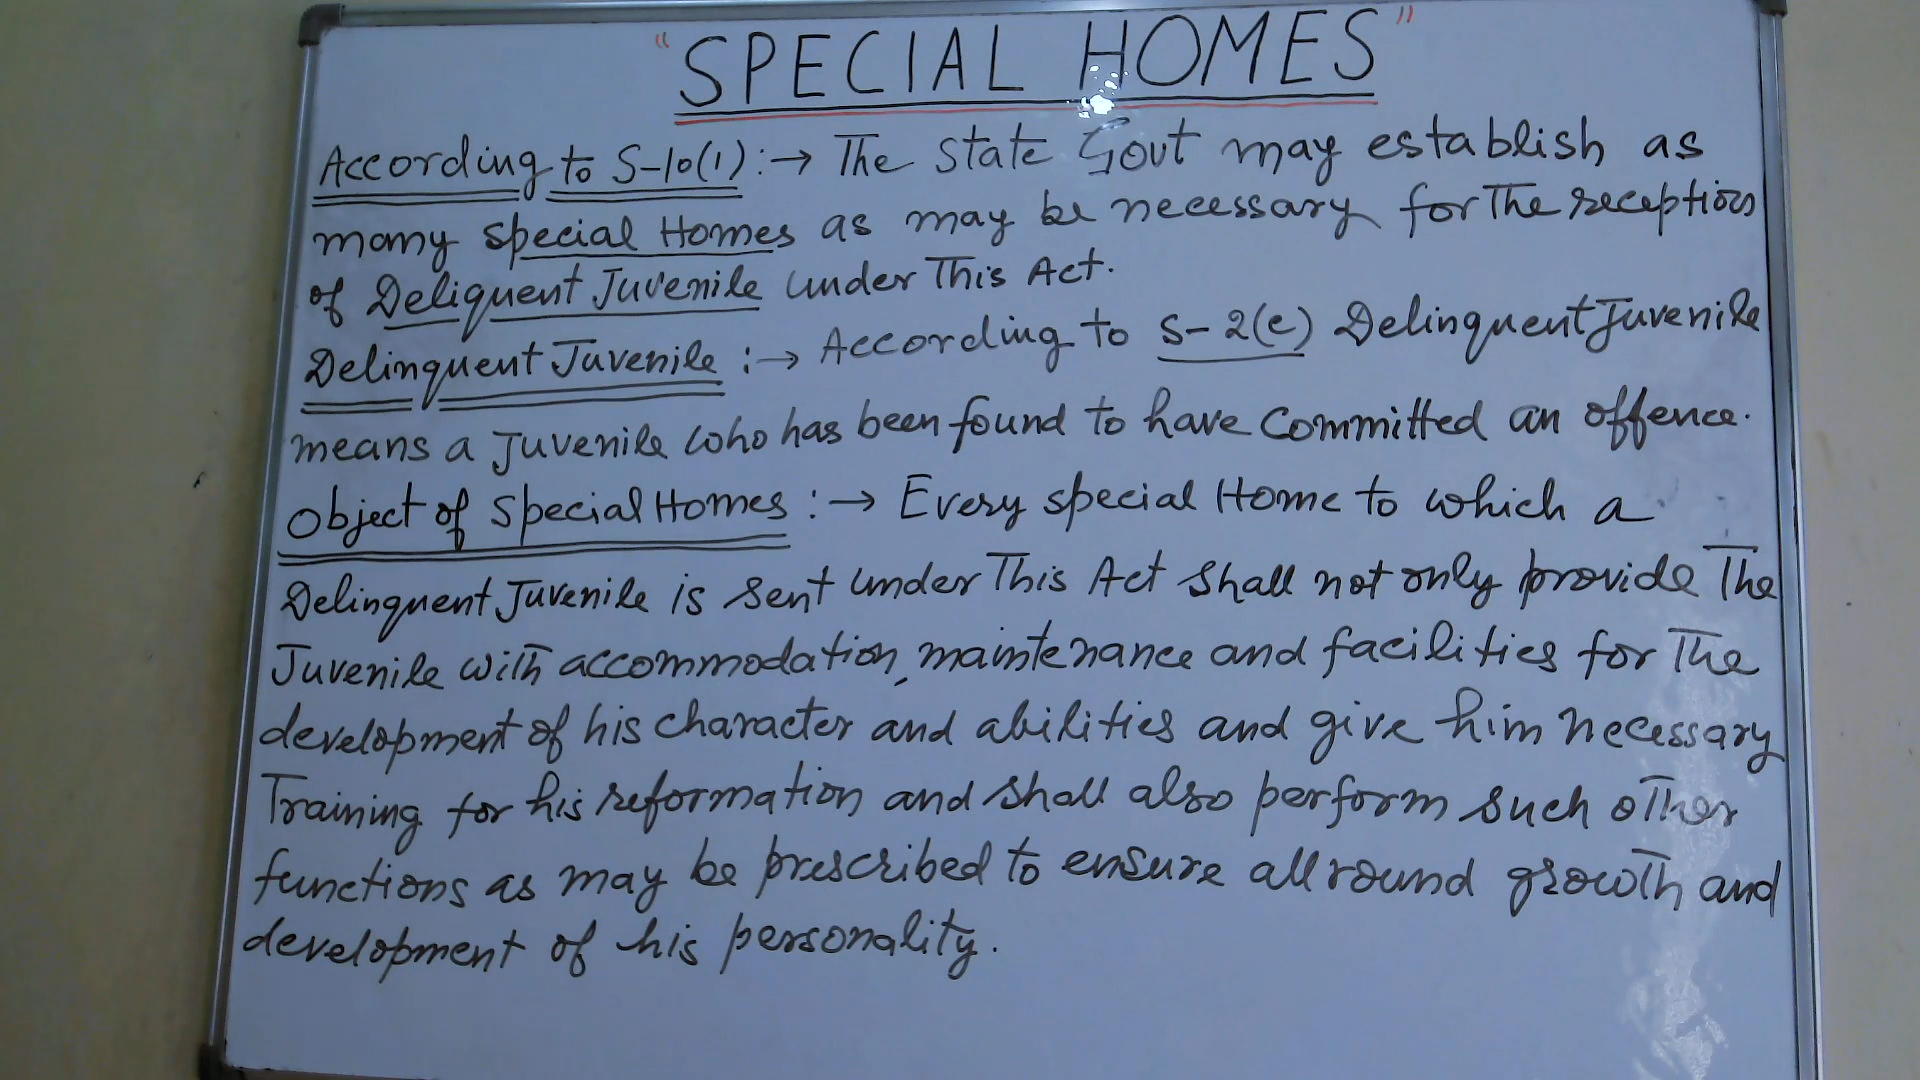 "SPECIAL HOMES"
According to S-10(1):→ The State Govt may establish as
many special Homes as may be necessary for The reception
of Deliquent Juvenile under This Act.
Delinquent Juvenile :→ According to S-2(e) Delinquent Juvenile
means a Juvenile who has been found to have committed an offence.
Object of Special Homes :→ Every special Home to which a
Delinquent Juvenile is sent under This Act shall not only provide The
Juvenile with accommodation, maintenance and facilities for The
development of his character and abilities and give him necessary
Training for his reformation and shall also perform such other
functions as may be prescribed to ensure all round growth and
development of his personality.